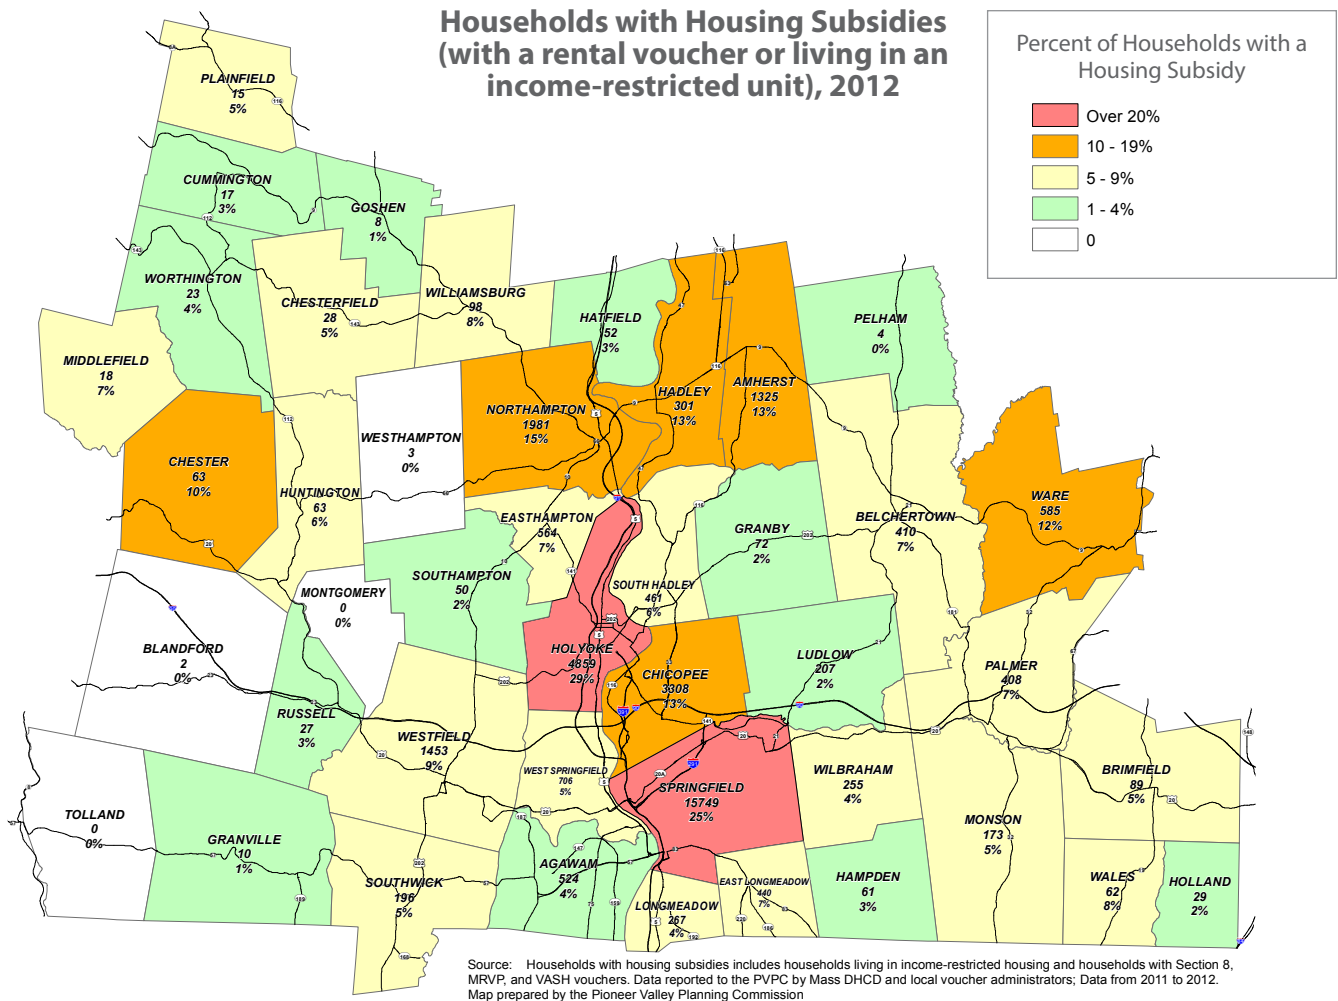 Households with Housing Subsidies
(with a rental voucher or living in an
income-restricted unit), 2012
Percent of Households with a
Housing Subsidy
Over 20%
10 - 19%
5 - 9%
1 - 4%
0
PLAINFIELD
15
5%
CUMMINGTON
17
3%
GOSHEN
8
1%
WORTHINGTON
23
4%
CHESTERFIELD
28
5%
WILLIAMSBURG
98
8%
HATFIELD
52
3%
PELHAM
4
0%
MIDDLEFIELD
18
7%
HADLEY
301
13%
AMHERST
1325
13%
NORTHAMPTON
1981
15%
WESTHAMPTON
3
0%
CHESTER
63
10%
HUNTINGTON
63
6%
WARE
585
12%
EASTHAMPTON
564
7%
GRANBY
72
2%
BELCHERTOWN
410
7%
SOUTHAMPTON
50
2%
SOUTH HADLEY
461
6%
MONTGOMERY
0
0%
BLANDFORD
2
0%
HOLYOKE
4859
29%
CHICOPEE
3308
13%
LUDLOW
207
2%
PALMER
408
7%
RUSSELL
27
3%
WESTFIELD
1453
9%
WEST SPRINGFIELD
706
5%
SPRINGFIELD
15749
25%
WILBRAHAM
255
4%
BRIMFIELD
89
5%
TOLLAND
0
0%
GRANVILLE
10
1%
MONSON
173
5%
SOUTHWICK
196
5%
AGAWAM
524
4%
LONGMEADOW
267
4%
EAST LONGMEADOW
440
7%
HAMPDEN
61
3%
WALES
62
8%
HOLLAND
29
2%
Source: Households with housing subsidies includes households living in income-restricted housing and households with Section 8,
MRVP, and VASH vouchers. Data reported to the PVPC by Mass DHCD and local voucher administrators; Data from 2011 to 2012.
Map prepared by the Pioneer Valley Planning Commission